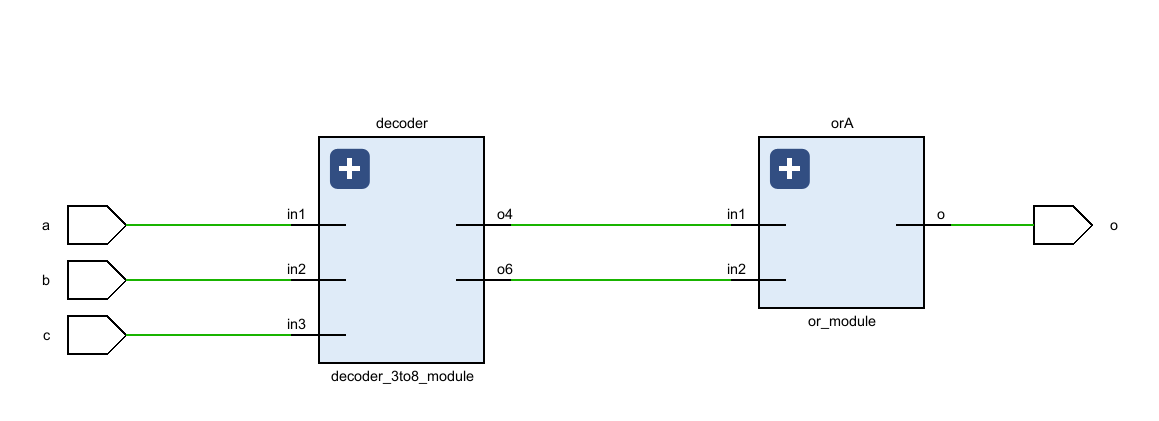 decoder
orA
in1
o4
in1
o
a
o
in2
o6
in2
b
in3
c
or_module
decoder_3to8_module